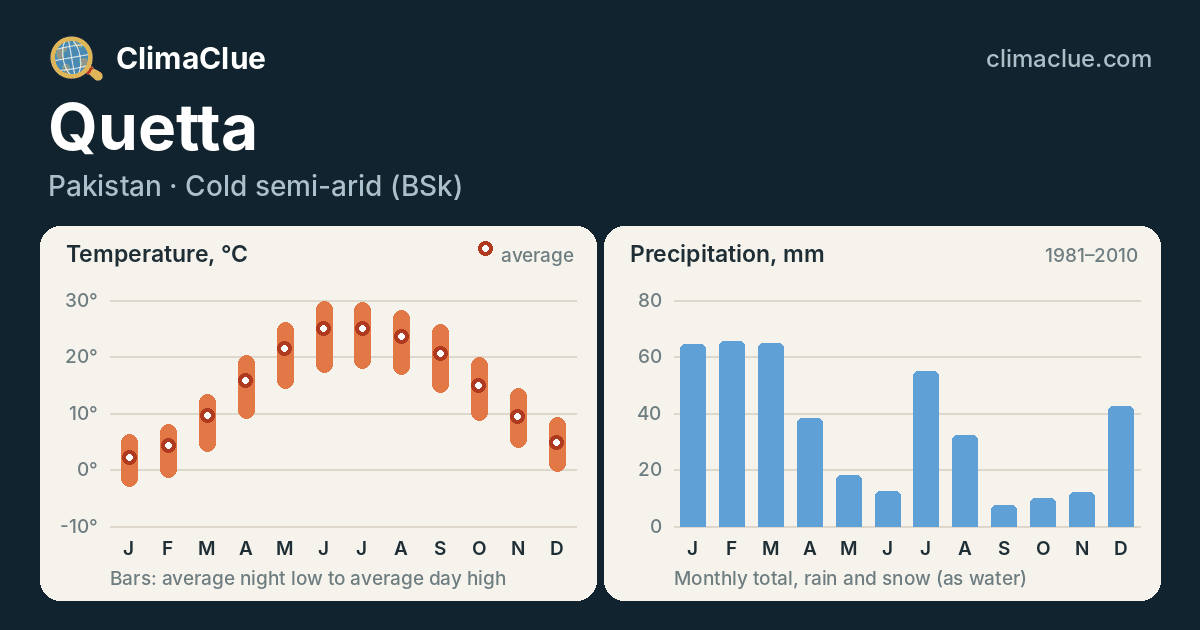 ClimaClue
climaclue.com
Quetta
Pakistan · Cold semi-arid (BSk)
Temperature, °C
average
30°
20°
10°
0°
-10°
J F M A M J J A S O N D
Bars: average night low to average day high
Precipitation, mm
1981–2010
80
60
40
20
0
J F M A M J J A S O N D
Monthly total, rain and snow (as water)